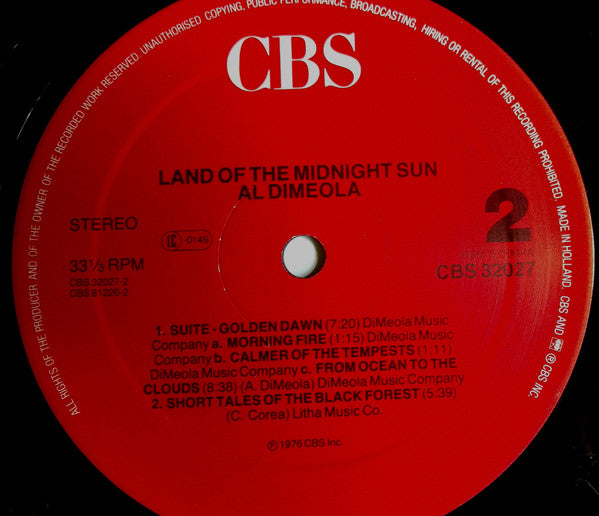 ALL RIGHTS OF THE PRODUCER AND OF THE OWNER OF THE RECORDED WORK RESERVED. UNAUTHORISED COPYING, PUBLIC PERFORMANCE, BROADCASTING, HIRING OR RENTAL OF THIS RECORDING PROHIBITED. MADE IN HOLLAND. CBS AND ℗ CBS INC.
CBS
LAND OF THE MIDNIGHT SUN
AL DIMEOLA
STEREO
LC -0149
2
33⅓ RPM
CBS 32027
CBS 32027-2
CBS 81220-2
1. SUITE - GOLDEN DAWN (7:20) DiMeola Music
Company a. MORNING FIRE (1:15) DiMeola Music
Company b. CALMER OF THE TEMPESTS (1:11)
DiMeola Music Company c. FROM OCEAN TO THE
CLOUDS (8:38) (A. DiMeola) DiMeola Music Company
2. SHORT TALES OF THE BLACK FOREST (5.39)
(C. Corea) Litha Music Co.
℗ 1976 CBS Inc.